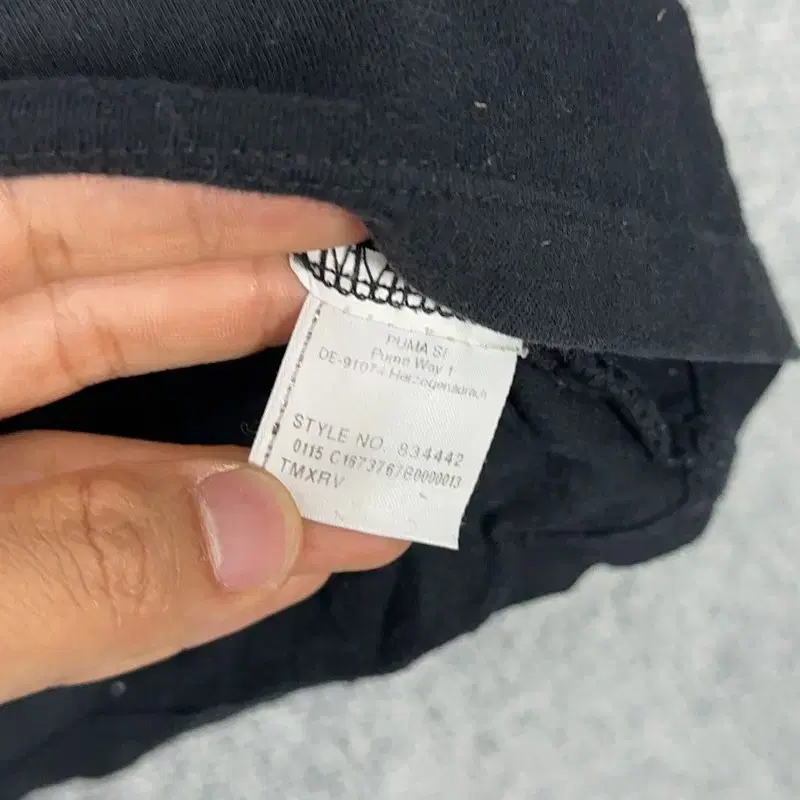 PUMA SE
Puma Way 1
DE-91074 Herzogenaurach
STYLE NO. 834442
0115 C1673767B0000013
TMXRV